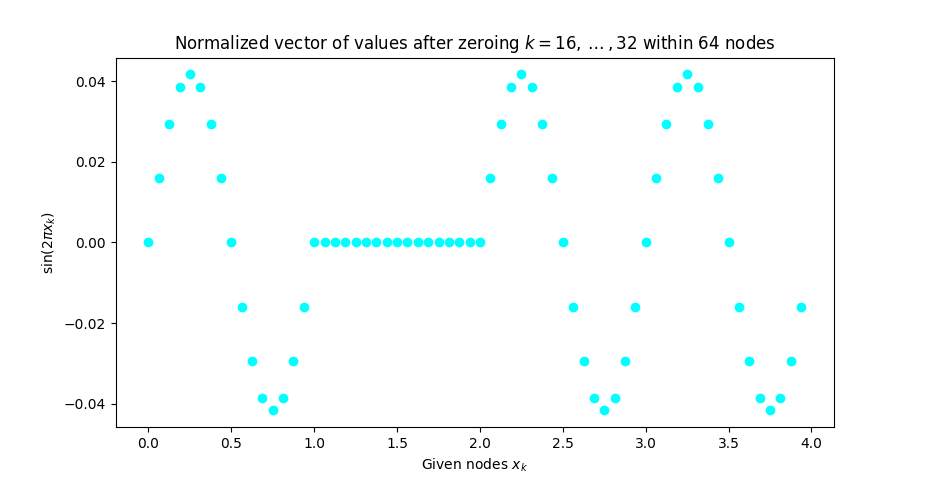 Normalized vector of values after zeroing k = 16, … , 32 within 64 nodes
0.04
0.02
0.00
−0.02
−0.04
sin(2πx_k)
0.0 0.5 1.0 1.5 2.0 2.5 3.0 3.5 4.0
Given nodes x_k